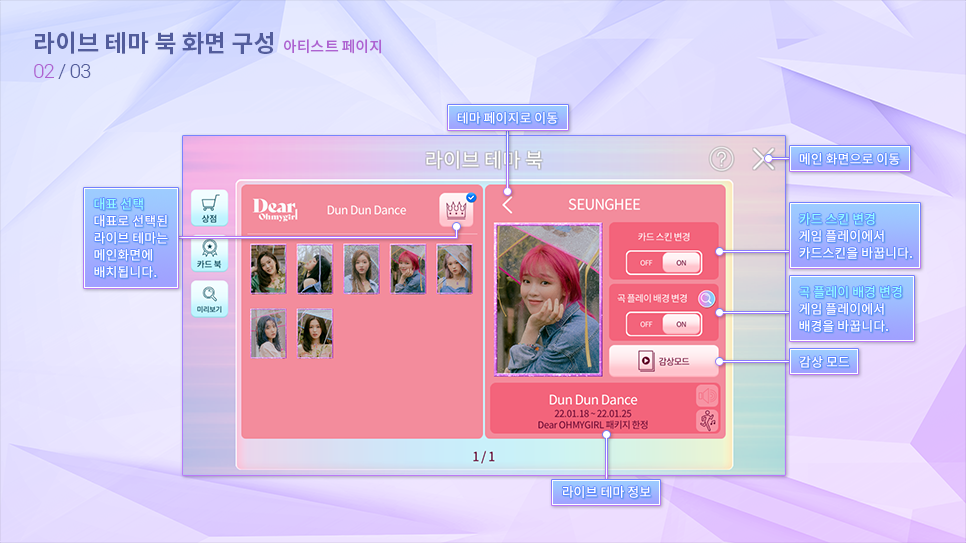 라이브 테마 북 화면 구성 아티스트 페이지
02 / 03
테마 페이지로 이동
라이브 테마 북
?
메인 화면으로 이동
대표 선택
대표로 선택된
라이브 테마는
메인화면에
배치됩니다.
상점
카드 북
미리보기
Dear
Ohmygirl
Dun Dun Dance
SEUNGHEE
카드 스킨 변경
OFF ON
곡 플레이 배경 변경
OFF ON
감상모드
카드 스킨 변경
게임 플레이에서
카드스킨을 바꿉니다.
곡 플레이 배경 변경
게임 플레이에서
배경을 바꿉니다.
감상 모드
Dun Dun Dance
22.01.18 ~ 22.01.25
Dear OHMYGIRL 패키지 한정
1 / 1
라이브 테마 정보